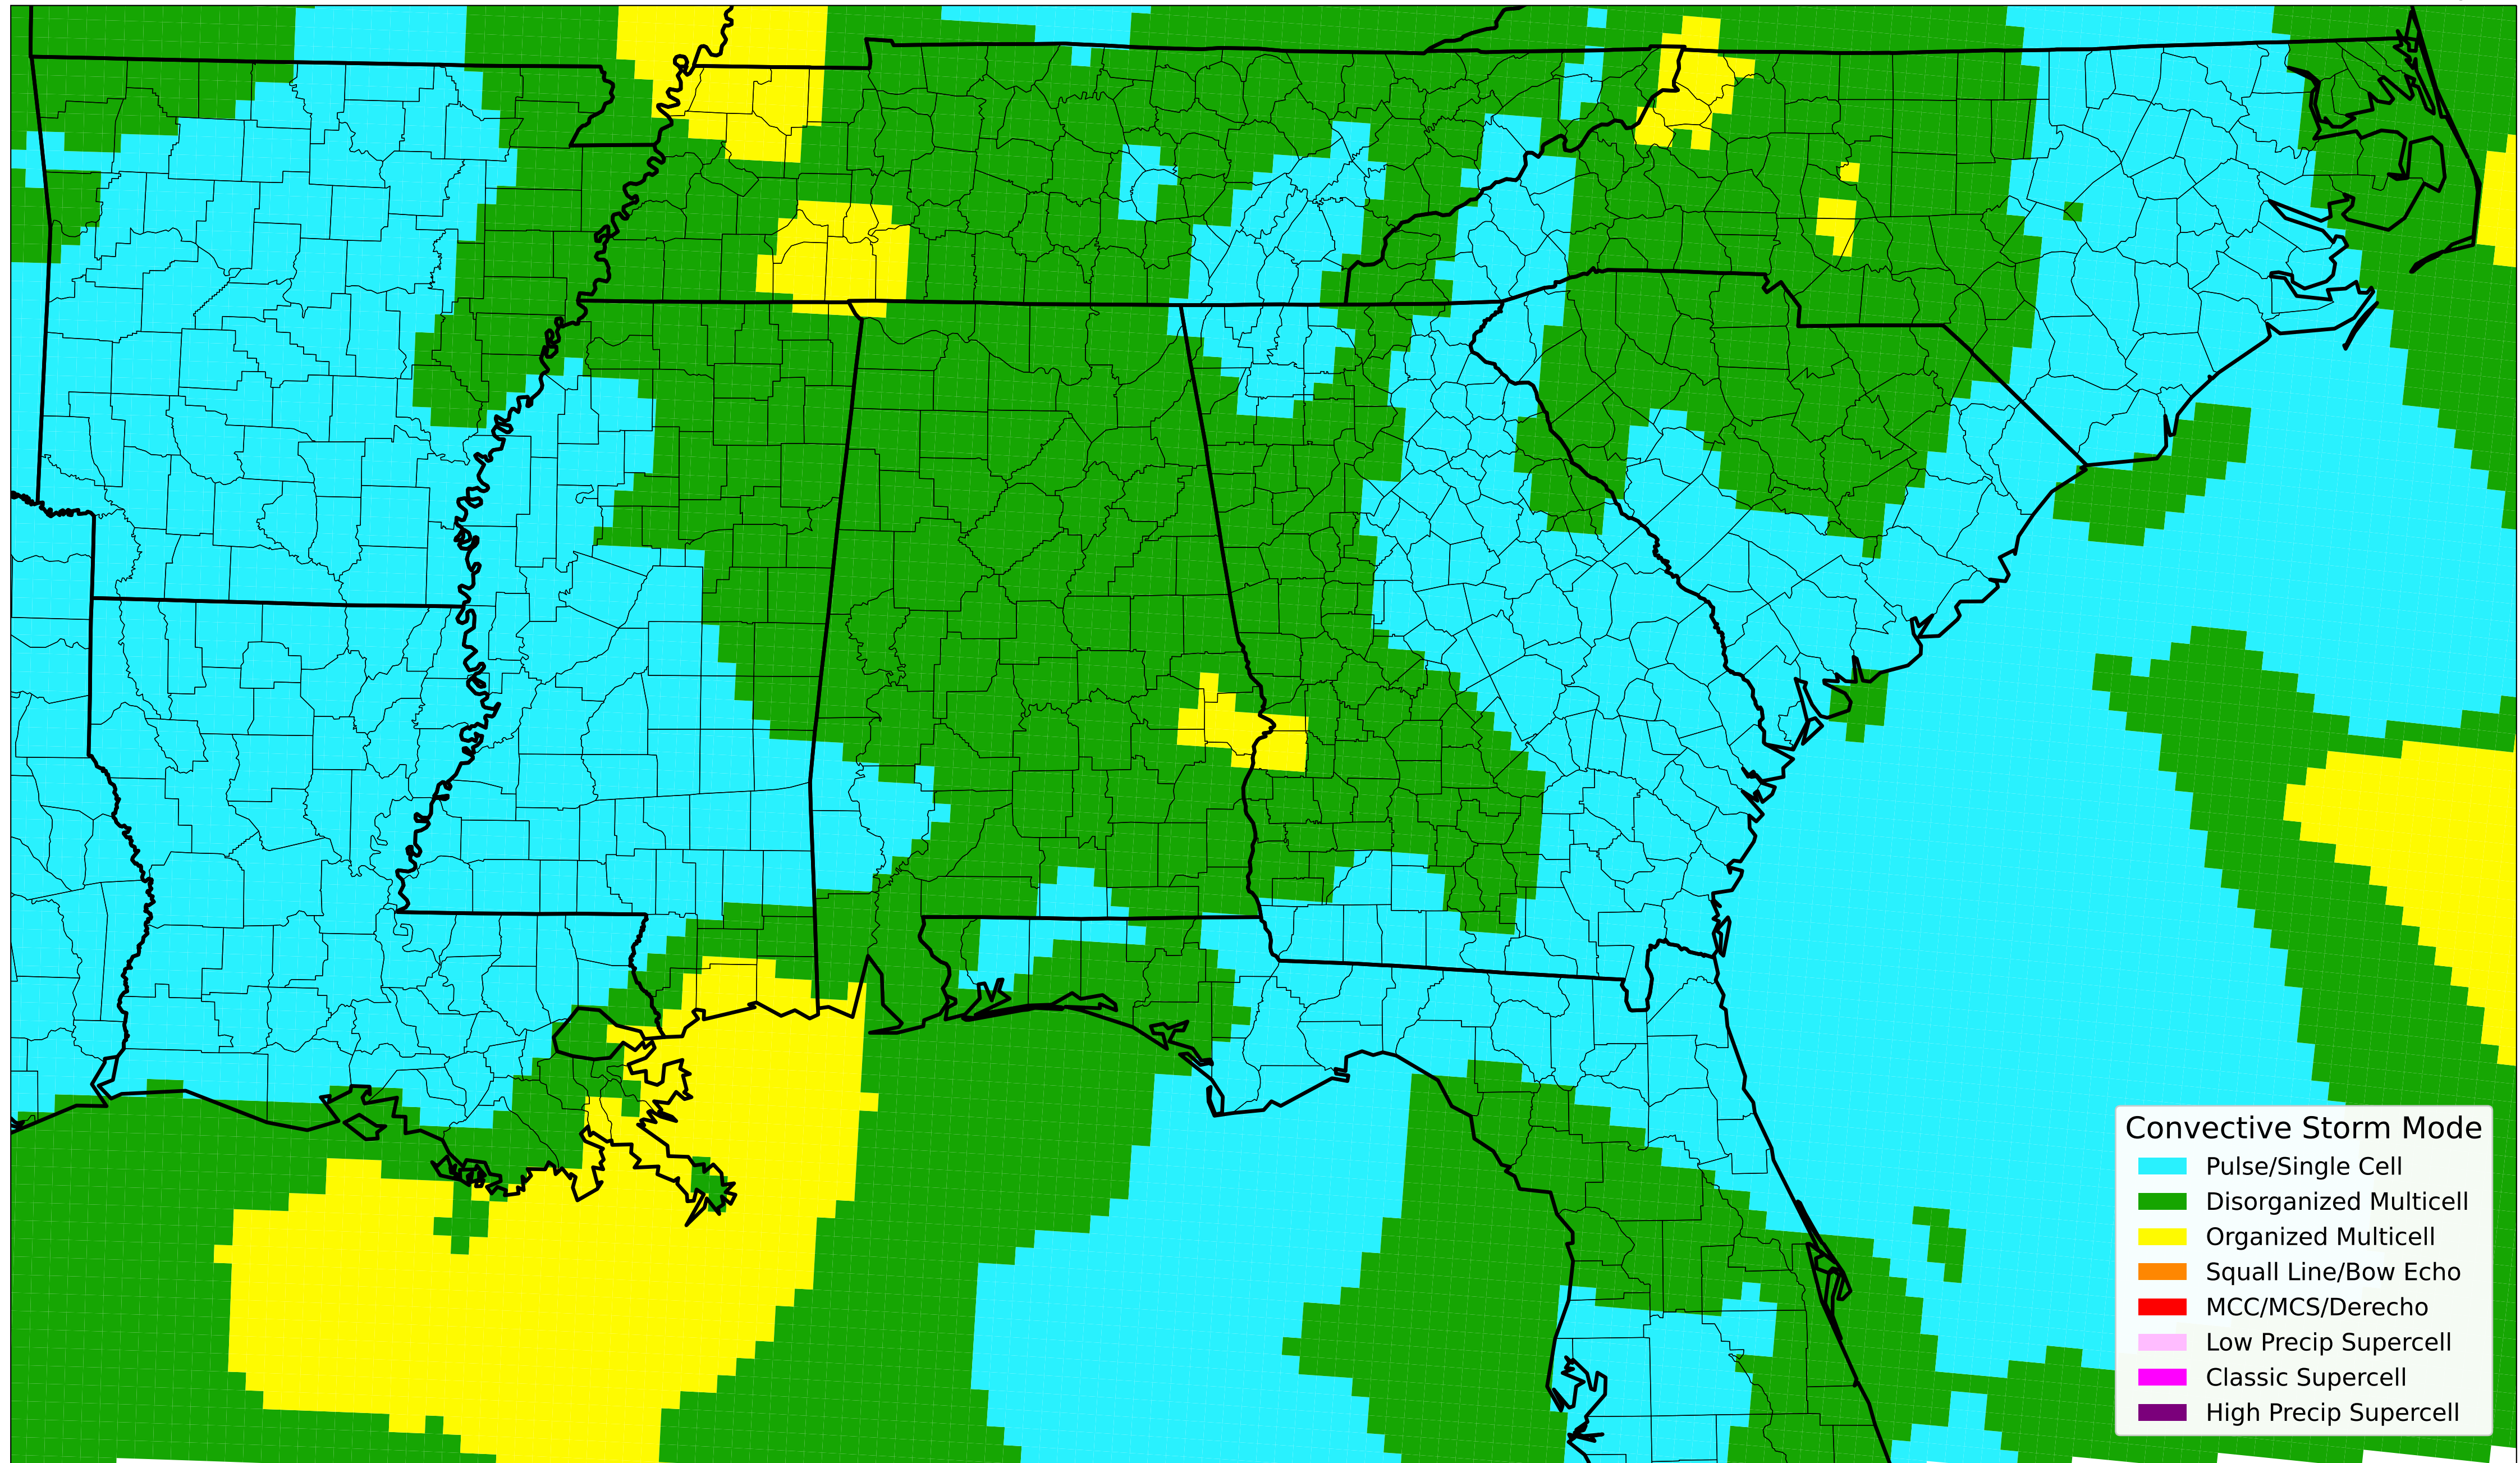 Convective Storm Mode
Pulse/Single Cell
Disorganized Multicell
Organized Multicell
Squall Line/Bow Echo
MCC/MCS/Derecho
Low Precip Supercell
Classic Supercell
High Precip Supercell